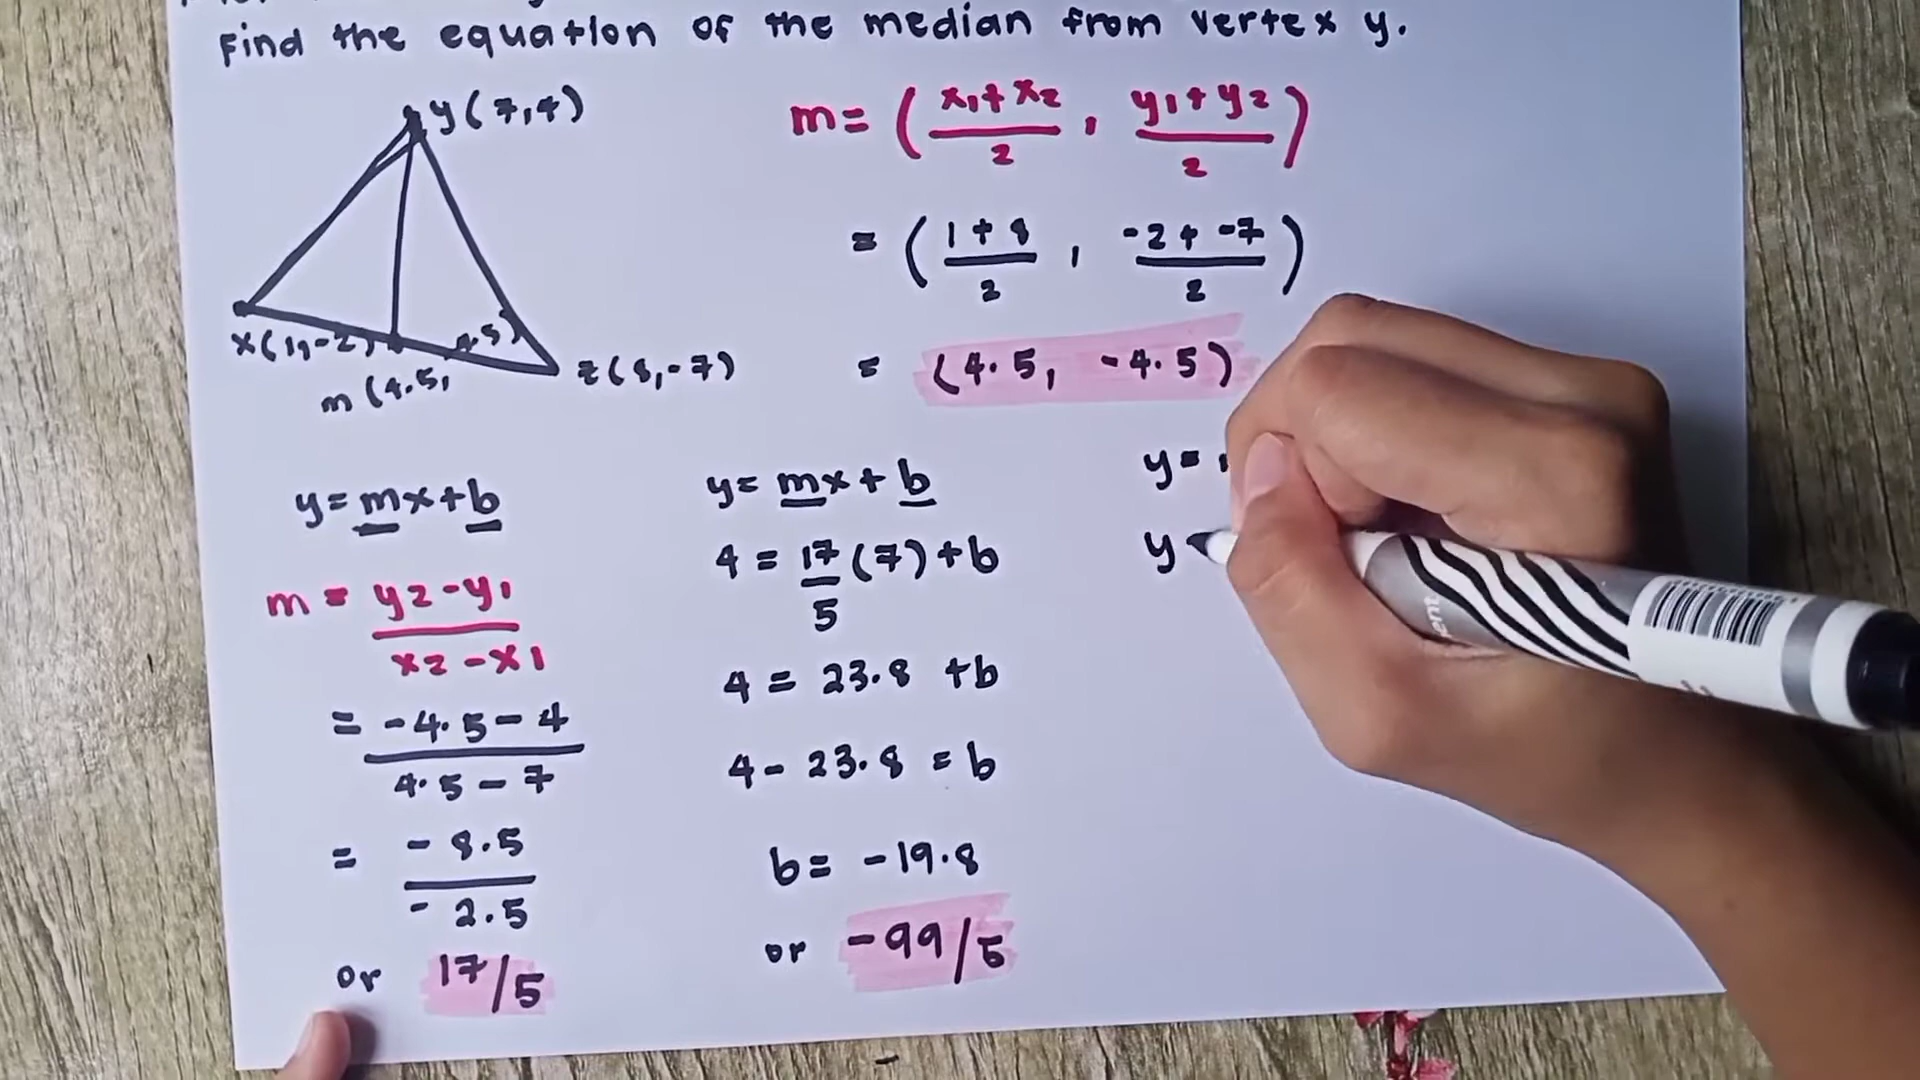 Find the equation of the median from vertex y.
y(7,4)
x(1,-2)
m(4.5, 4.5)
z(8,-7)
m= (x1+x2/2, y1+y2/2)
= (1+8/2, -2+-7/2)
= (4.5, -4.5)
y=mx+b
m = y2-y1/x2-x1
= -4.5-4/4.5-7
= -8.5/-2.5
or 17/5
y=mx+b
4 = 17/5(7)+b
4 = 23.8 +b
4-23.8 =b
b= -19.8
or -99/5
y=
y